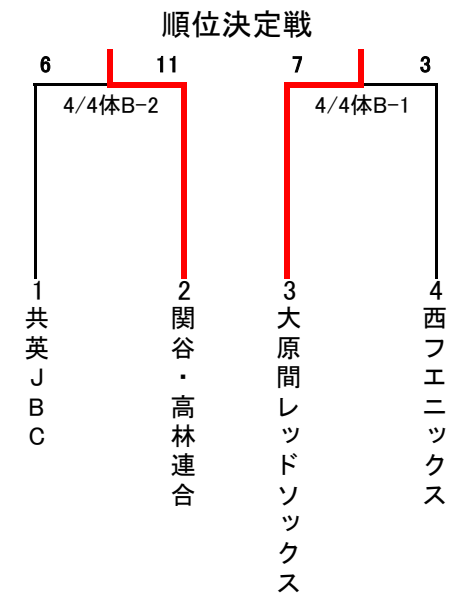 順位決定戦
6 11 7 3
4/4体B-2 4/4体B-1
1 2 3 4
共英JBC
関谷・高林連合
大原間レッドソックス
西フエニックス